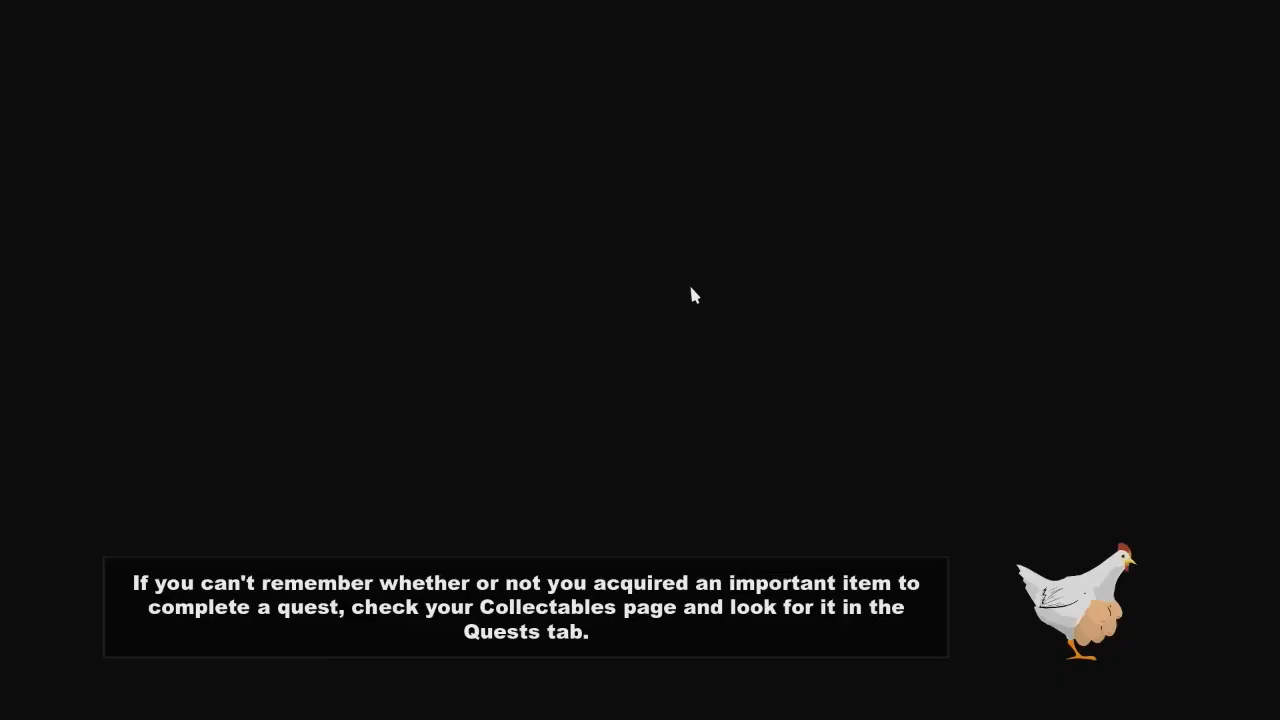 If you can't remember whether or not you acquired an important item to
complete a quest, check your Collectables page and look for it in the
Quests tab.